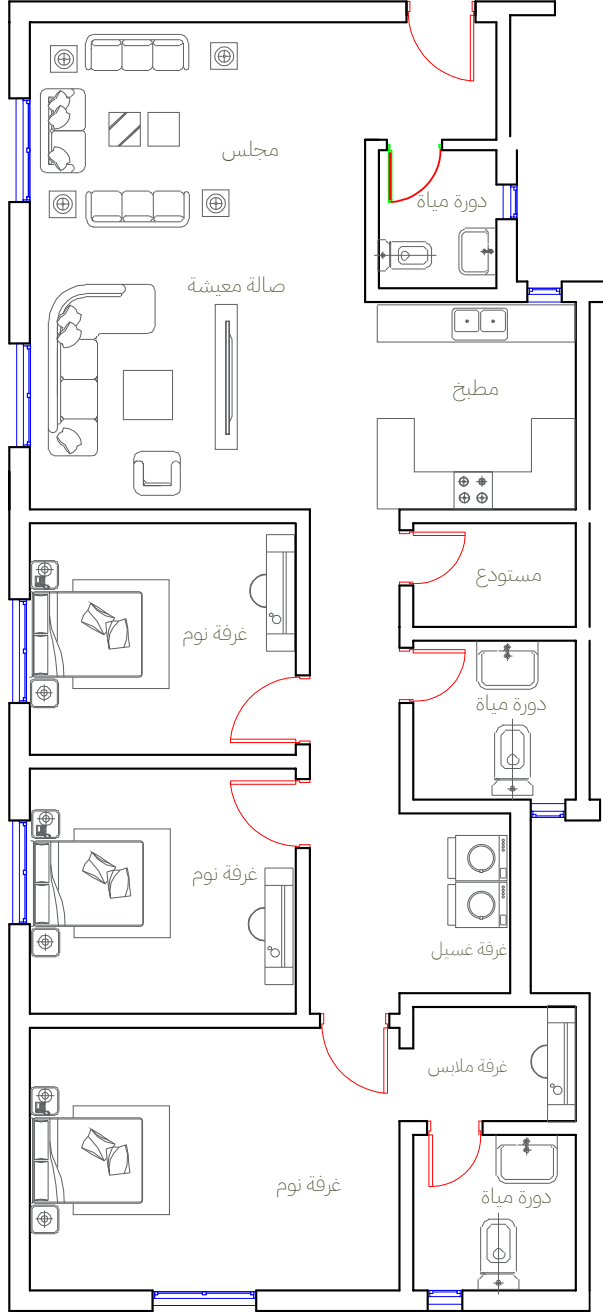 مجلس
دورة مياة
صالة معيشة
مطبخ
مستودع
غرفة نوم
دورة مياة
غرفة نوم
غرفة غسيل
غرفة ملابس
غرفة نوم
دورة مياة